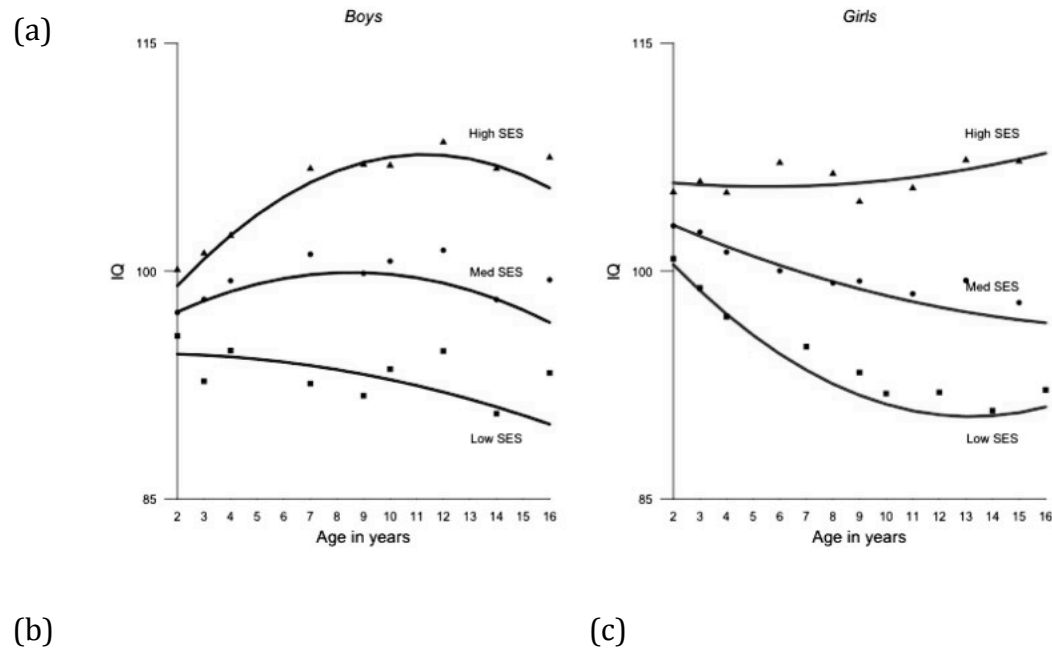 (a)
Boys
115
High SES
100
Med SES
Low SES
85
IQ
2 3 4 5 6 7 8 9 10 11 12 13 14 15 16
Age in years
Girls
115
High SES
100
Med SES
Low SES
85
IQ
2 3 4 5 6 7 8 9 10 11 12 13 14 15 16
Age in years
(b)
(c)